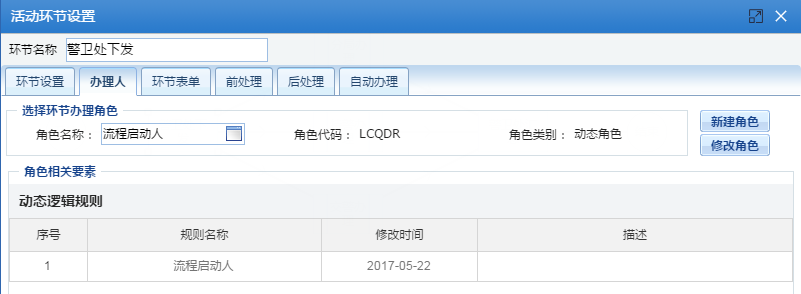 活动环节设置
环节名称 警卫处下发
环节设置 办理人 环节表单 前处理 后处理 自动办理
选择环节办理角色
角色名称： 流程启动人 角色代码： LCQDR 角色类别： 动态角色
新建角色
修改角色
角色相关要素
动态逻辑规则
序号 规则名称 修改时间 描述
1 流程启动人 2017-05-22